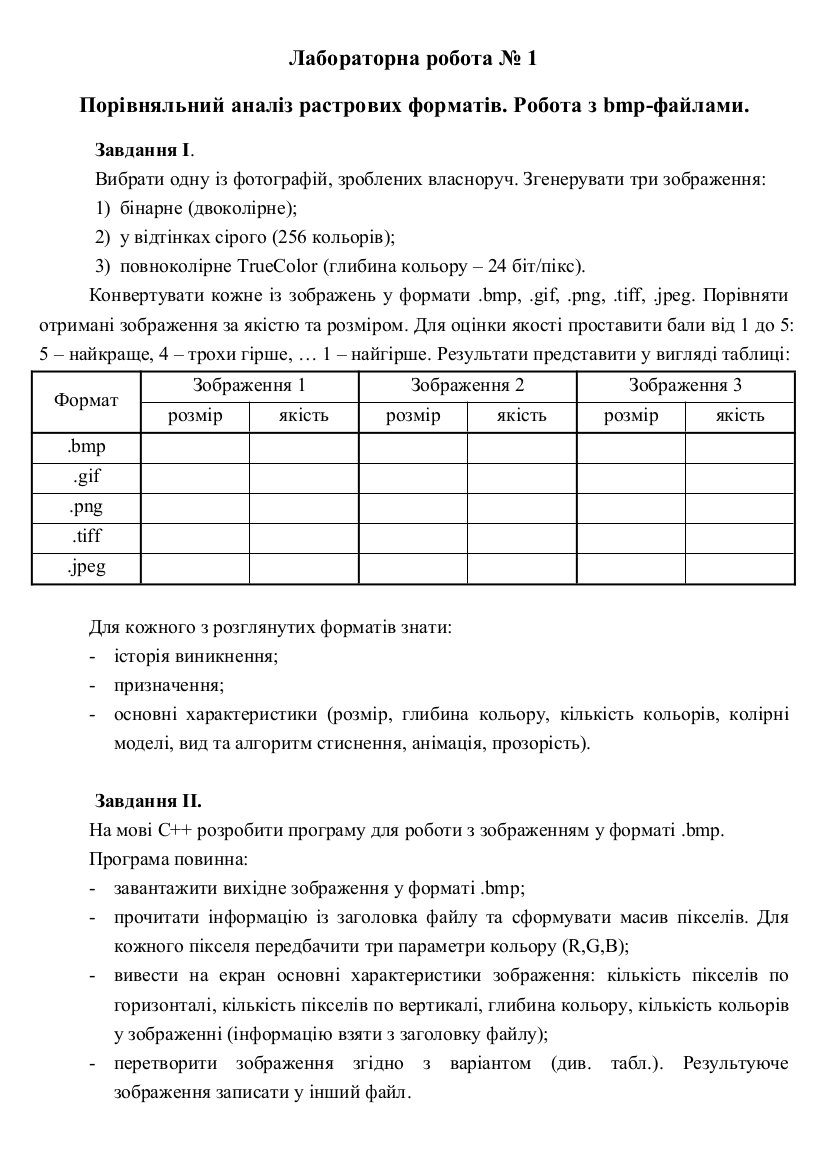 Лабораторна робота № 1
Порівняльний аналіз растрових форматів. Робота з bmp-файлами.
Завдання І.
Вибрати одну із фотографій, зроблених власноруч. Згенерувати три зображення:
1) бінарне (двоколірне);
2) у відтінках сірого (256 кольорів);
3) повноколірне TrueColor (глибина кольору – 24 біт/пікс).
Конвертувати кожне із зображень у формати .bmp, .gif, .png, .tiff, .jpeg. Порівняти
отримані зображення за якістю та розміром. Для оцінки якості проставити бали від 1 до 5:
5 – найкраще, 4 – трохи гірше, … 1 – найгірше. Результати представити у вигляді таблиці:
Формат Зображення 1 Зображення 2 Зображення 3
розмір якість розмір якість розмір якість
.bmp
.gif
.png
.tiff
.jpeg
Для кожного з розглянутих форматів знати:
- історія виникнення;
- призначення;
- основні характеристики (розмір, глибина кольору, кількість кольорів, колірні
моделі, вид та алгоритм стиснення, анімація, прозорість).
Завдання ІІ.
На мові С++ розробити програму для роботи з зображенням у форматі .bmp.
Програма повинна:
- завантажити вихідне зображення у форматі .bmp;
- прочитати інформацію із заголовка файлу та сформувати масив пікселів. Для
кожного пікселя передбачити три параметри кольору (R,G,B);
- вивести на екран основні характеристики зображення: кількість пікселів по
горизонталі, кількість пікселів по вертикалі, глибина кольору, кількість кольорів
у зображенні (інформацію взяти з заголовку файлу);
- перетворити зображення згідно з варіантом (див. табл.). Результуюче
зображення записати у інший файл.